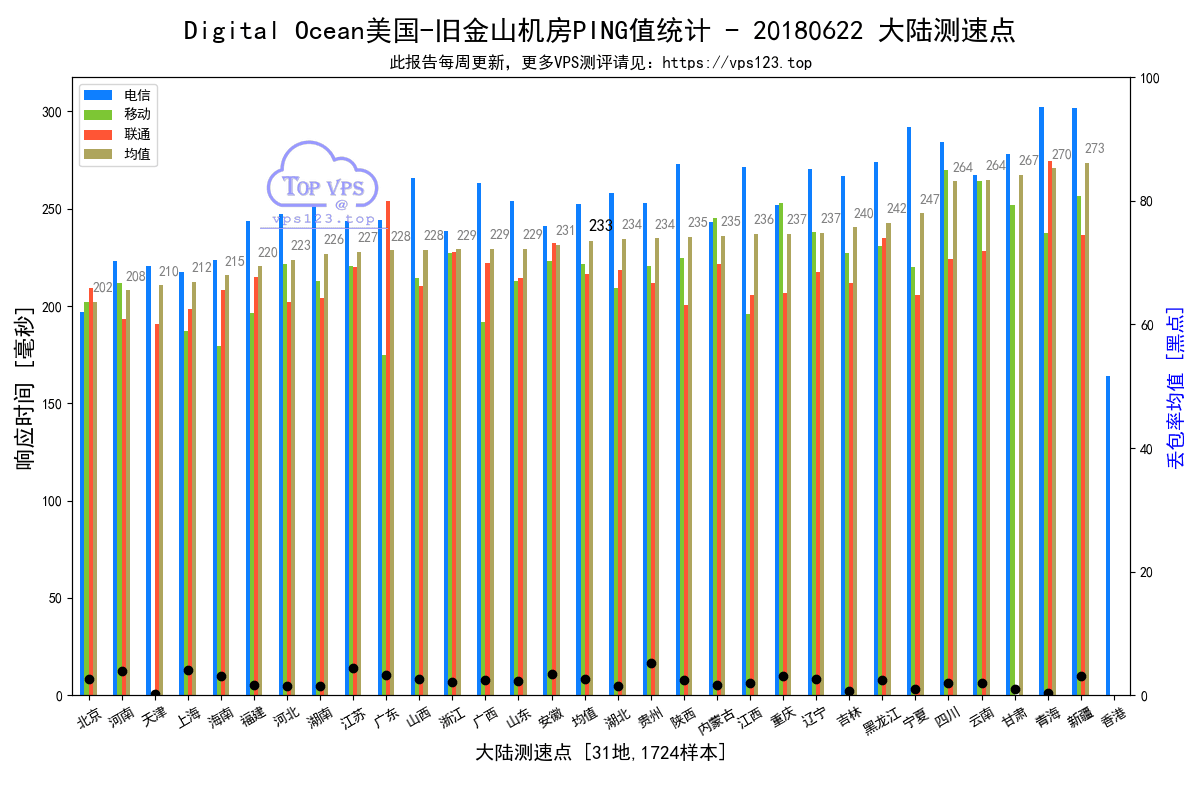 Digital Ocean美国-旧金山机房PING值统计 - 20180622 大陆测速点
此报告每周更新，更多VPS测评请见：https://vps123.top
电信
移动
联通
均值
TOP VPS
@
vps123.top
响应时间 [毫秒]
300
250
200
150
100
50
0
202 208 210 212 215 220 223 226 227 228 228 229 229 229 231 233 234 234 235 235 236 237 237 240 242 247 264 264 267 270 273
100
80
60
40
20
0
丢包率均值 [黑点]
北京 河南 天津 上海 海南 福建 河北 湖南 江苏 广东 山西 浙江 广西 山东 安徽 均值 湖北 贵州 陕西 内蒙古 江西 重庆 辽宁 吉林 黑龙江 宁夏 四川 云南 甘肃 青海 新疆 香港
大陆测速点 [31地,1724样本]